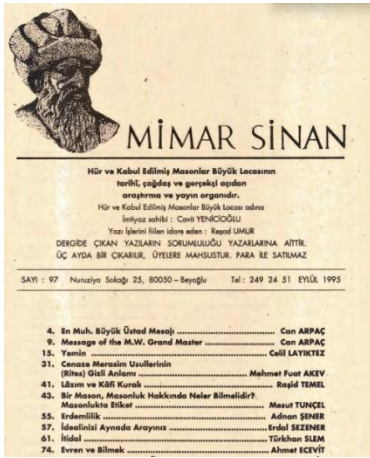 MİMAR SİNAN
Hür ve Kabul Edilmiş Masonlar Büyük Locasının
tarihî, çağdaş ve gerçekçi açıdan
araştırma ve yayın organıdır.
Hür ve Kabul Edilmiş Masonlar Büyük Locası adına
İmtiyaz sahibi : Cavit YENİCİOĞLU
Yazı İşlerini fiilen idare eden : Reşad UMUR
DERGİDE ÇIKAN YAZILARIN SORUMLULUĞU YAZARLARINA AİTTİR.
ÜÇ AYDA BİR ÇIKARILIR, ÜYELERE MAHSUSTUR. PARA İLE SATILMAZ
SAYI : 97 Nuruziya Sokağı 25, 80050 – Beyoğlu Tel : 249 24 51 EYLÜL 1995
4. En Muh. Büyük Üstad Mesajı ........ Can ARPAÇ
9. Message of the M.W. Grand Master ........ Can ARPAÇ
15. Yemin ........ Celil LAYIKTEZ
31. Cenaze Merasim Usullerinin
(Rites) Gizli Anlamı ........ Mehmet Fuat AKEV
41. Lâzım ve Kâfi Kuralı ........ Raşid TEMEL
43. Bir Mason, Masonluk Hakkında Neler Bilmelidir?
Masonlukta Etiket ........ Mesut TUNÇEL
55. Erdemlilik ........ Adnan ŞENER
57. İdealinizi Aynada Arayınız ........ Erdal SEZENER
61. İtidal ........ Türkhan SLEM
74. Evren ve Bilmek ........ Ahmet ECEVİT